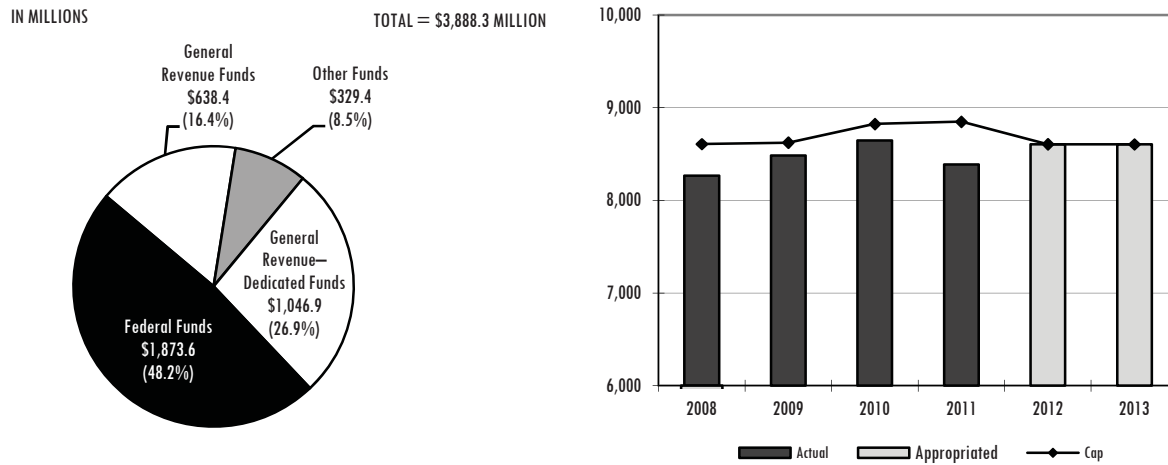 IN MILLIONS
TOTAL = $3,888.3 MILLION
General
Revenue Funds
$638.4
(16.4%)
Other Funds
$329.4
(8.5%)
General
Revenue—
Dedicated Funds
$1,046.9
(26.9%)
Federal Funds
$1,873.6
(48.2%)
10,000
9,000
8,000
7,000
6,000
2008 2009 2010 2011 2012 2013
Actual Appropriated Cap